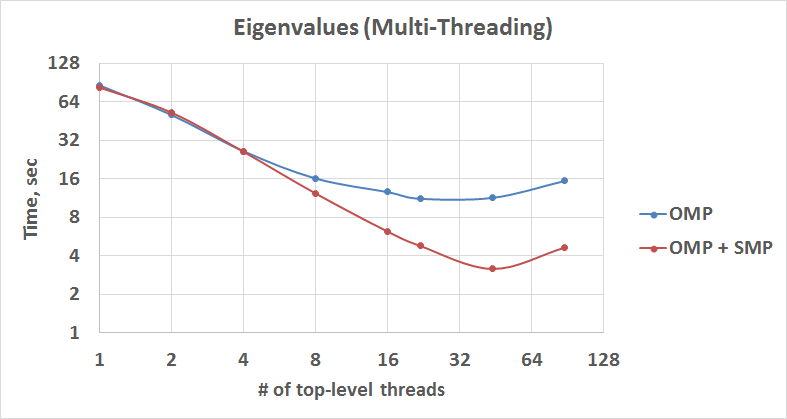 Eigenvalues (Multi-Threading)
128
64
32
16
8
4
2
1
Time, sec
1 2 4 8 16 32 64 128
# of top-level threads
OMP
OMP + SMP